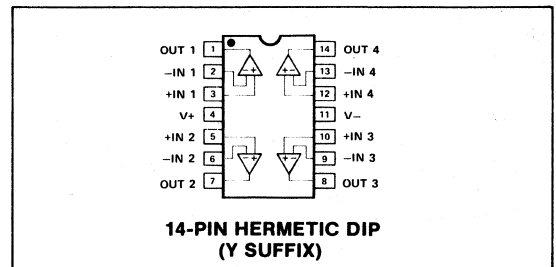 OUT 1 1 14 OUT 4
−IN 1 2 − + − + 13 −IN 4
+IN 1 3 12 +IN 4
V+ 4 11 V−
+IN 2 5 10 +IN 3
−IN 2 6 − + − + 9 −IN 3
OUT 2 7 8 OUT 3
14-PIN HERMETIC DIP
(Y SUFFIX)